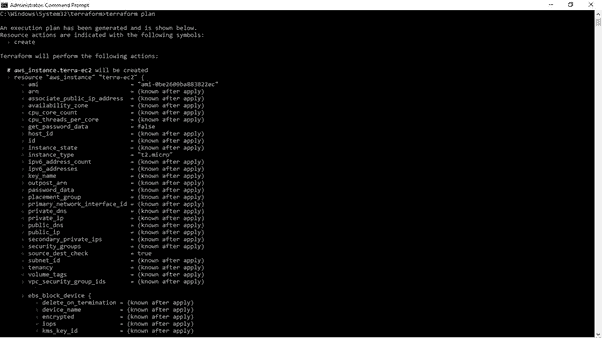 Administrator: Command Prompt
C:\Windows\System32\terraform>terraform plan
An execution plan has been generated and is shown below.
Resource actions are indicated with the following symbols:
+ create
Terraform will perform the following actions:
# aws_instance.terra-ec2 will be created
+ resource "aws_instance" "terra-ec2" {
+ ami = "ami-0be2609ba883822ec"
+ arn = (known after apply)
+ associate_public_ip_address = (known after apply)
+ availability_zone = (known after apply)
+ cpu_core_count = (known after apply)
+ cpu_threads_per_core = (known after apply)
+ get_password_data = false
+ host_id = (known after apply)
+ id = (known after apply)
+ instance_state = (known after apply)
+ instance_type = "t2.micro"
+ ipv6_address_count = (known after apply)
+ ipv6_addresses = (known after apply)
+ key_name = (known after apply)
+ outpost_arn = (known after apply)
+ password_data = (known after apply)
+ placement_group = (known after apply)
+ primary_network_interface_id = (known after apply)
+ private_dns = (known after apply)
+ private_ip = (known after apply)
+ public_dns = (known after apply)
+ public_ip = (known after apply)
+ secondary_private_ips = (known after apply)
+ security_groups = (known after apply)
+ source_dest_check = true
+ subnet_id = (known after apply)
+ tenancy = (known after apply)
+ volume_tags = (known after apply)
+ vpc_security_group_ids = (known after apply)
+ ebs_block_device {
+ delete_on_termination = (known after apply)
+ device_name = (known after apply)
+ encrypted = (known after apply)
+ iops = (known after apply)
+ kms_key_id = (known after apply)